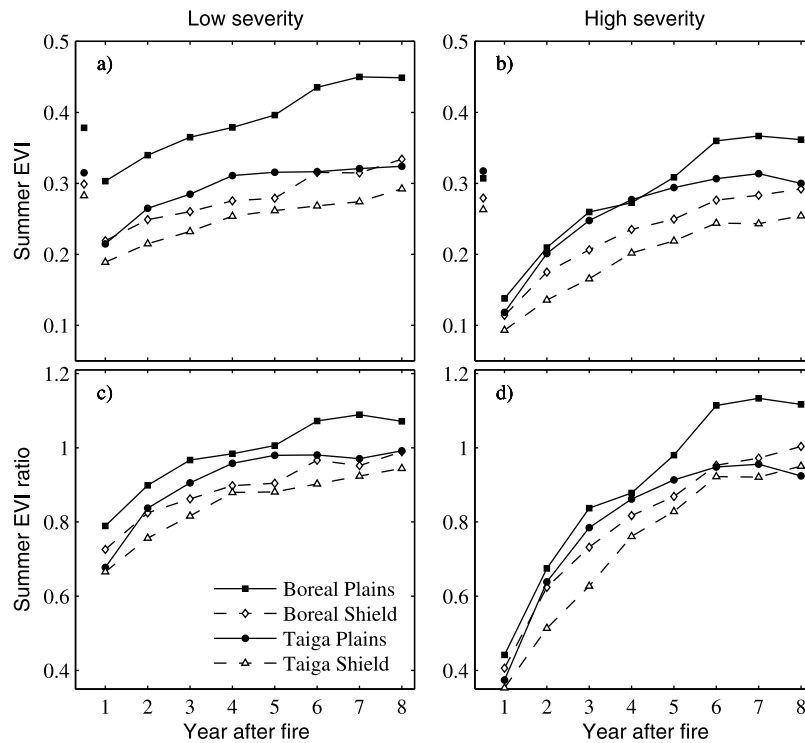 Low severity
High severity
Summer EVI
0.5
0.4
0.3
0.2
0.1
a)
0.5
0.4
0.3
0.2
0.1
b)
Summer EVI ratio
1.2
1
0.8
0.6
0.4
c)
Boreal Plains
Boreal Shield
Taiga Plains
Taiga Shield
1 2 3 4 5 6 7 8
Year after fire
1.2
1
0.8
0.6
0.4
d)
1 2 3 4 5 6 7 8
Year after fire